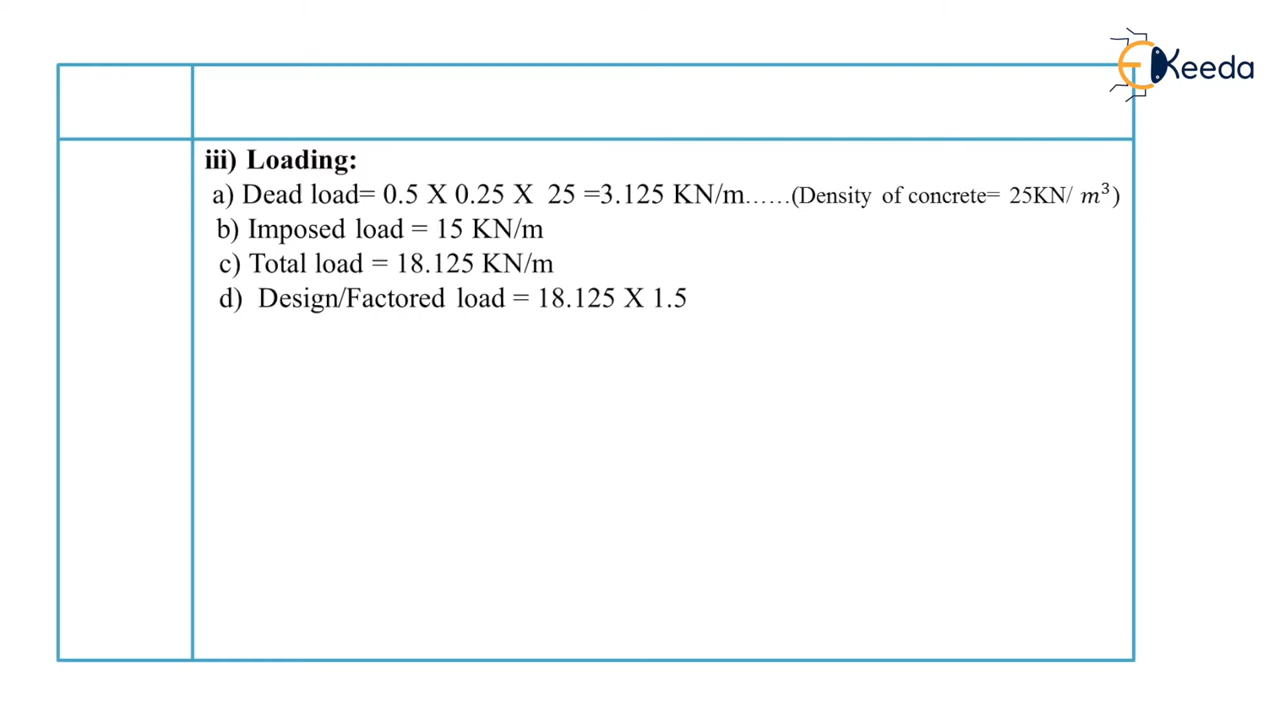 EKeeda
iii) Loading:
a) Dead load= 0.5 X 0.25 X 25 =3.125 KN/m......(Density of concrete= 25KN/ m³)
b) Imposed load = 15 KN/m
c) Total load = 18.125 KN/m
d) Design/Factored load = 18.125 X 1.5